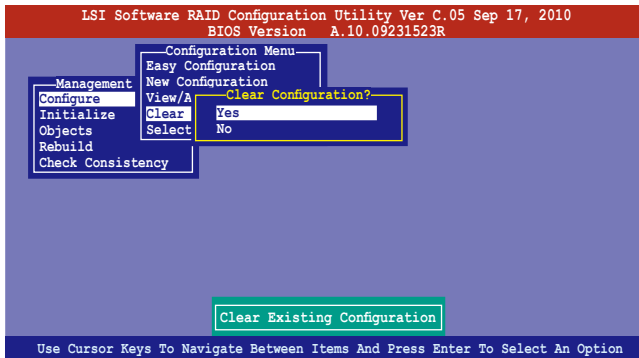 LSI Software RAID Configuration Utility Ver C.05 Sep 17, 2010
BIOS Version A.10.09231523R
Configuration Menu
Easy Configuration
New Configuration
View/A
Clear
Select
Management
Configure
Initialize
Objects
Rebuild
Check Consistency
Clear Configuration?
Yes
No
Clear Existing Configuration
Use Cursor Keys To Navigate Between Items And Press Enter To Select An Option